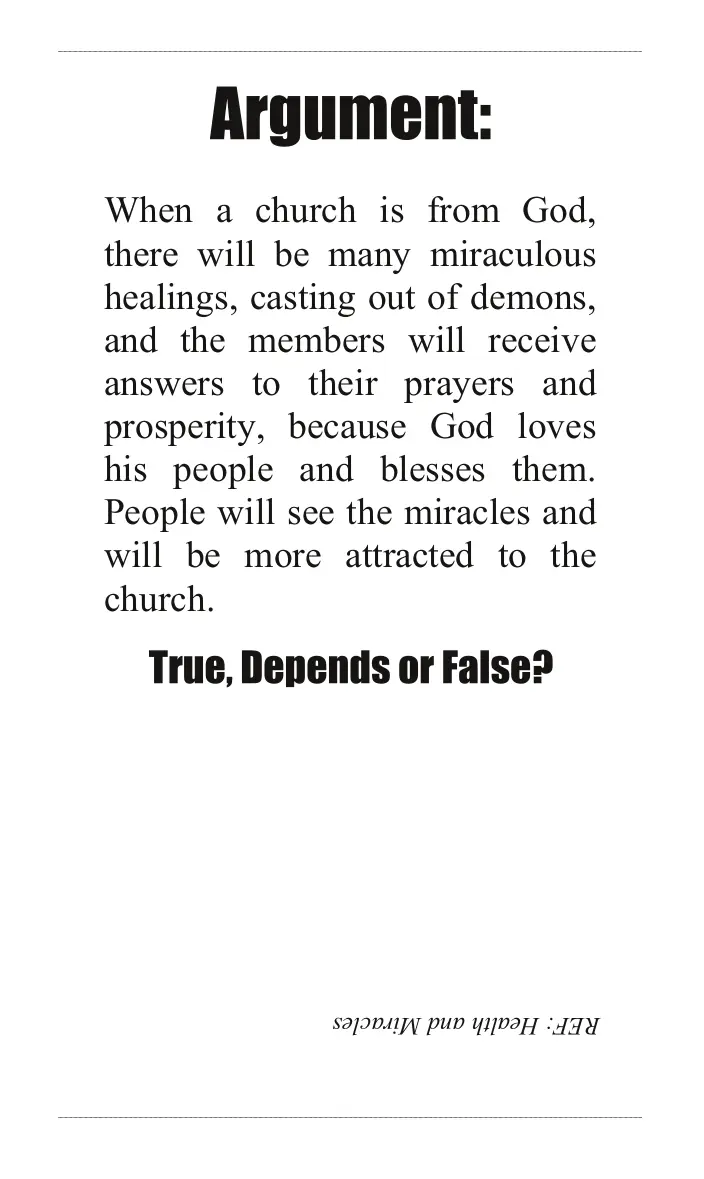 Argument:
When a church is from God,
there will be many miraculous
healings, casting out of demons,
and the members will receive
answers to their prayers and
prosperity, because God loves
his people and blesses them.
People will see the miracles and
will be more attracted to the
church.
True, Depends or False?
REF: Health and Miracles